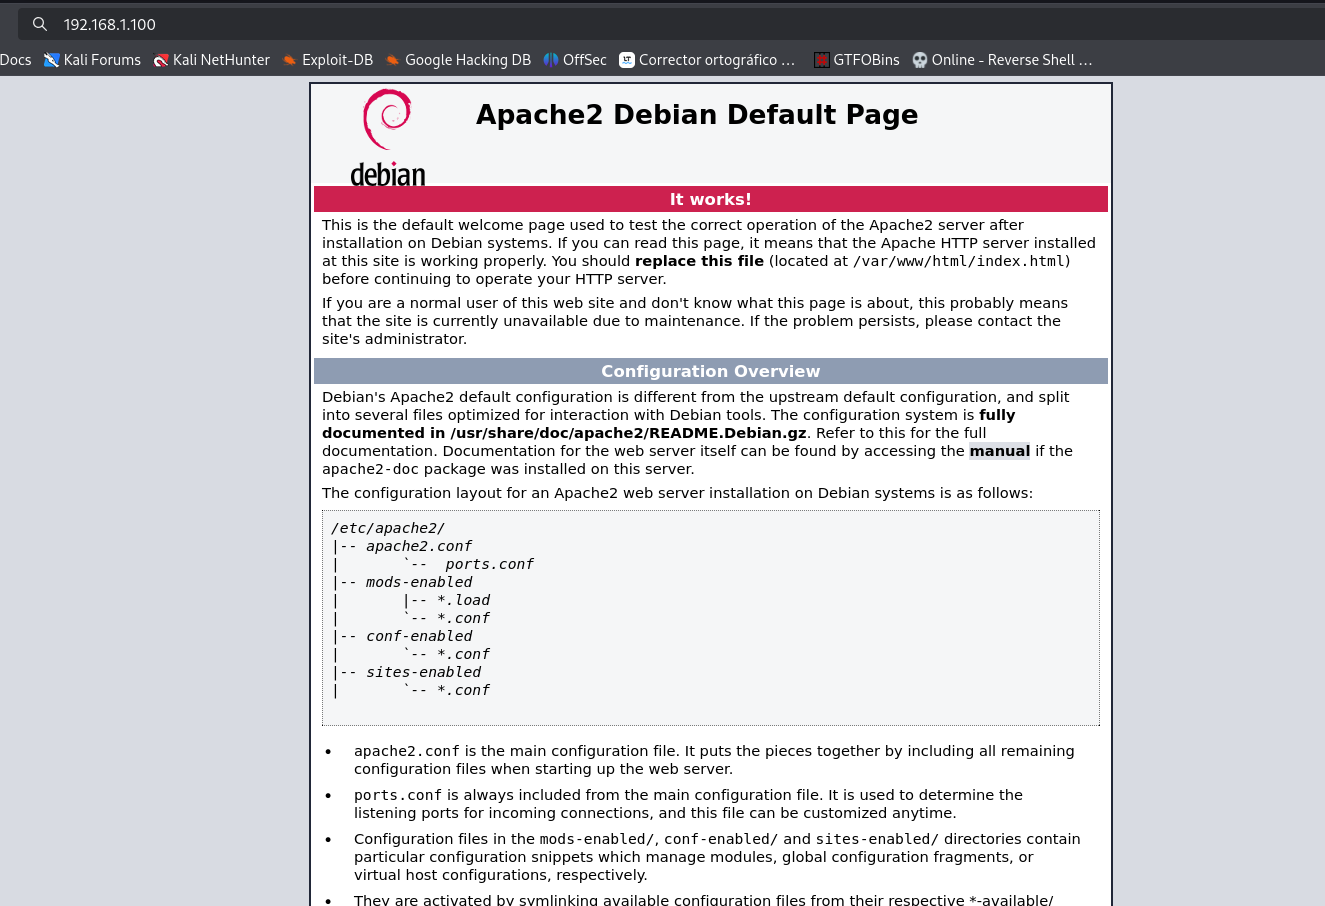 192.168.1.100
Docs Kali Forums Kali NetHunter Exploit-DB Google Hacking DB OffSec LT Corrector ortográfico ... GTFOBins Online - Reverse Shell ...
debian
Apache2 Debian Default Page
It works!
This is the default welcome page used to test the correct operation of the Apache2 server after
installation on Debian systems. If you can read this page, it means that the Apache HTTP server installed
at this site is working properly. You should replace this file (located at /var/www/html/index.html)
before continuing to operate your HTTP server.
If you are a normal user of this web site and don't know what this page is about, this probably means
that the site is currently unavailable due to maintenance. If the problem persists, please contact the
site's administrator.
Configuration Overview
Debian's Apache2 default configuration is different from the upstream default configuration, and split
into several files optimized for interaction with Debian tools. The configuration system is fully
documented in /usr/share/doc/apache2/README.Debian.gz. Refer to this for the full
documentation. Documentation for the web server itself can be found by accessing the manual if the
apache2-doc package was installed on this server.
The configuration layout for an Apache2 web server installation on Debian systems is as follows:
/etc/apache2/
|-- apache2.conf
|       `--  ports.conf
|-- mods-enabled
|       |-- *.load
|       `-- *.conf
|-- conf-enabled
|       `-- *.conf
|-- sites-enabled
|       `-- *.conf
• apache2.conf is the main configuration file. It puts the pieces together by including all remaining
configuration files when starting up the web server.
• ports.conf is always included from the main configuration file. It is used to determine the
listening ports for incoming connections, and this file can be customized anytime.
• Configuration files in the mods-enabled/, conf-enabled/ and sites-enabled/ directories contain
particular configuration snippets which manage modules, global configuration fragments, or
virtual host configurations, respectively.
• They are activated by symlinking available configuration files from their respective *-available/